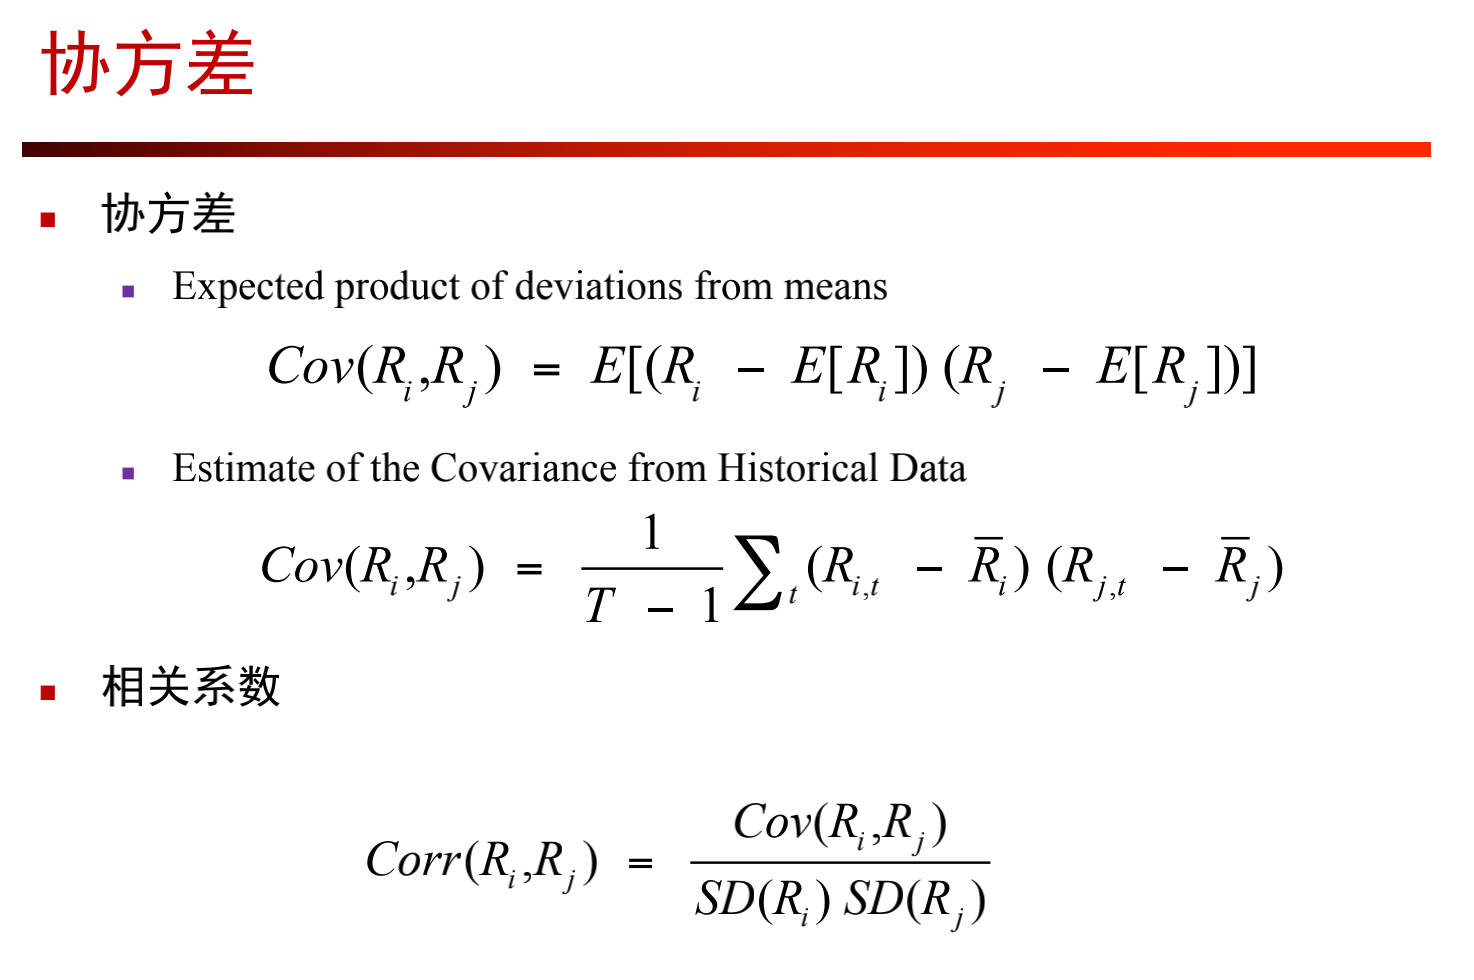 协方差
协方差
Expected product of deviations from means
Cov(R_i,R_j) = E[(R_i − E[R_i]) (R_j − E[R_j])]
Estimate of the Covariance from Historical Data
Cov(R_i,R_j) = \frac{1}{T − 1} ∑_t (R_{i,t} − \bar{R}_i) (R_{j,t} − \bar{R}_j)
相关系数
Corr(R_i,R_j) = \frac{Cov(R_i,R_j)}{SD(R_i) SD(R_j)}